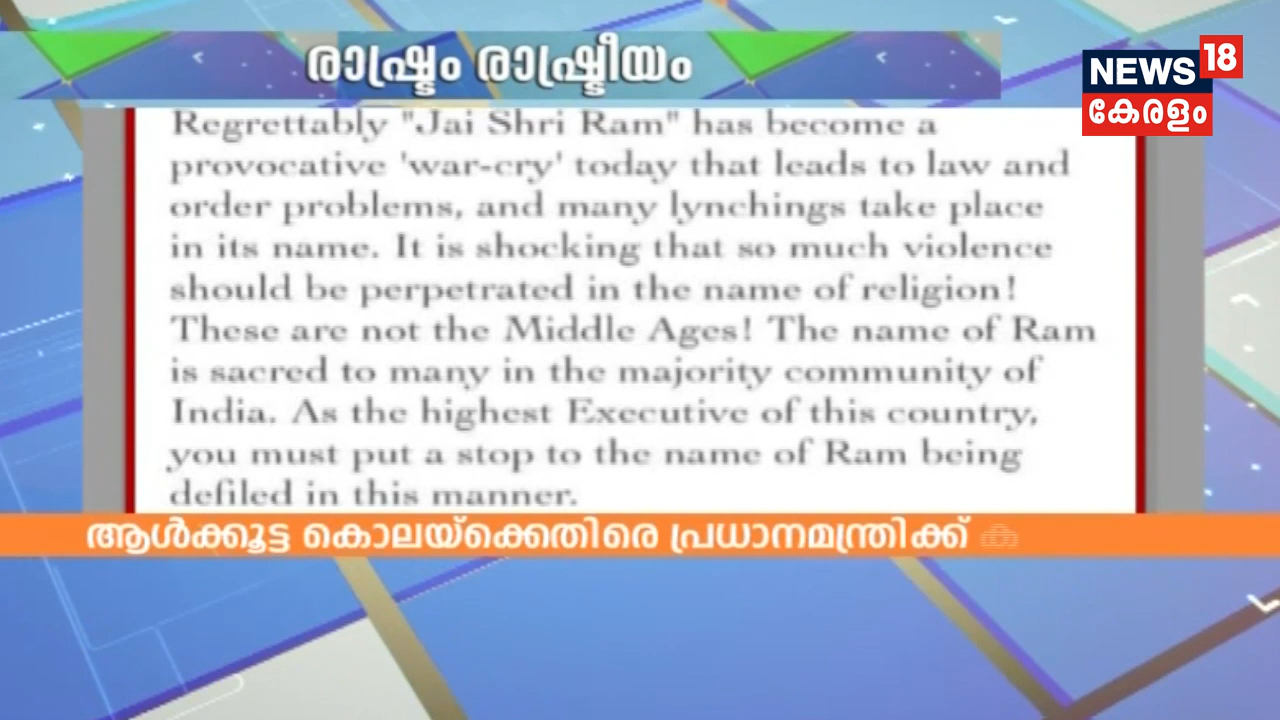 രാഷ്ട്രം രാഷ്ട്രീയം
NEWS 18
കേരളം
Regrettably "Jai Shri Ram" has become a
provocative 'war-cry' today that leads to law and
order problems, and many lynchings take place
in its name. It is shocking that so much violence
should be perpetrated in the name of religion!
These are not the Middle Ages! The name of Ram
is sacred to many in the majority community of
India. As the highest Executive of this country,
you must put a stop to the name of Ram being
defiled in this manner.
ആൾക്കൂട്ട കൊലയ്ക്കെതിരെ പ്രധാനമന്ത്രിക്ക്